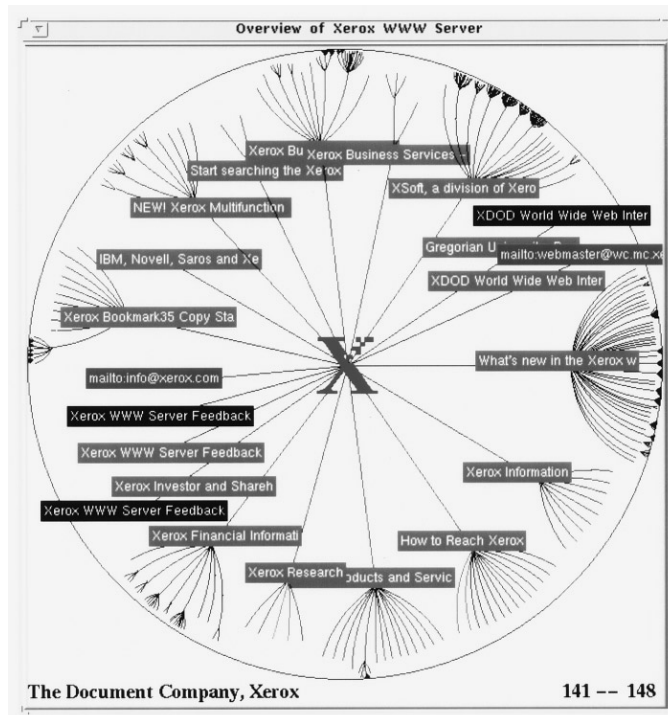 Overview of Xerox WWW Server
Xerox Bu
Xerox Business Services
Start searching the Xerox
XSoft, a division of Xero
NEW! Xerox Multifunction
XDOD World Wide Web Inter
Gregorian
mailto:webmaster@wc.mc.xe
IBM, Novell, Saros and Xe
XDOD World Wide Web Inter
Xerox Bookmark35 Copy Sta
What's new in the Xerox w
mailto:info@xerox.com
Xerox WWW Server Feedback
Xerox WWW Server Feedback
Xerox Information
Xerox Investor and Shareh
Xerox WWW Server Feedback
Xerox Financial Informati
How to Reach Xerox
Xerox Research
oducts and Servic
X
The Document Company, Xerox
141 -- 148